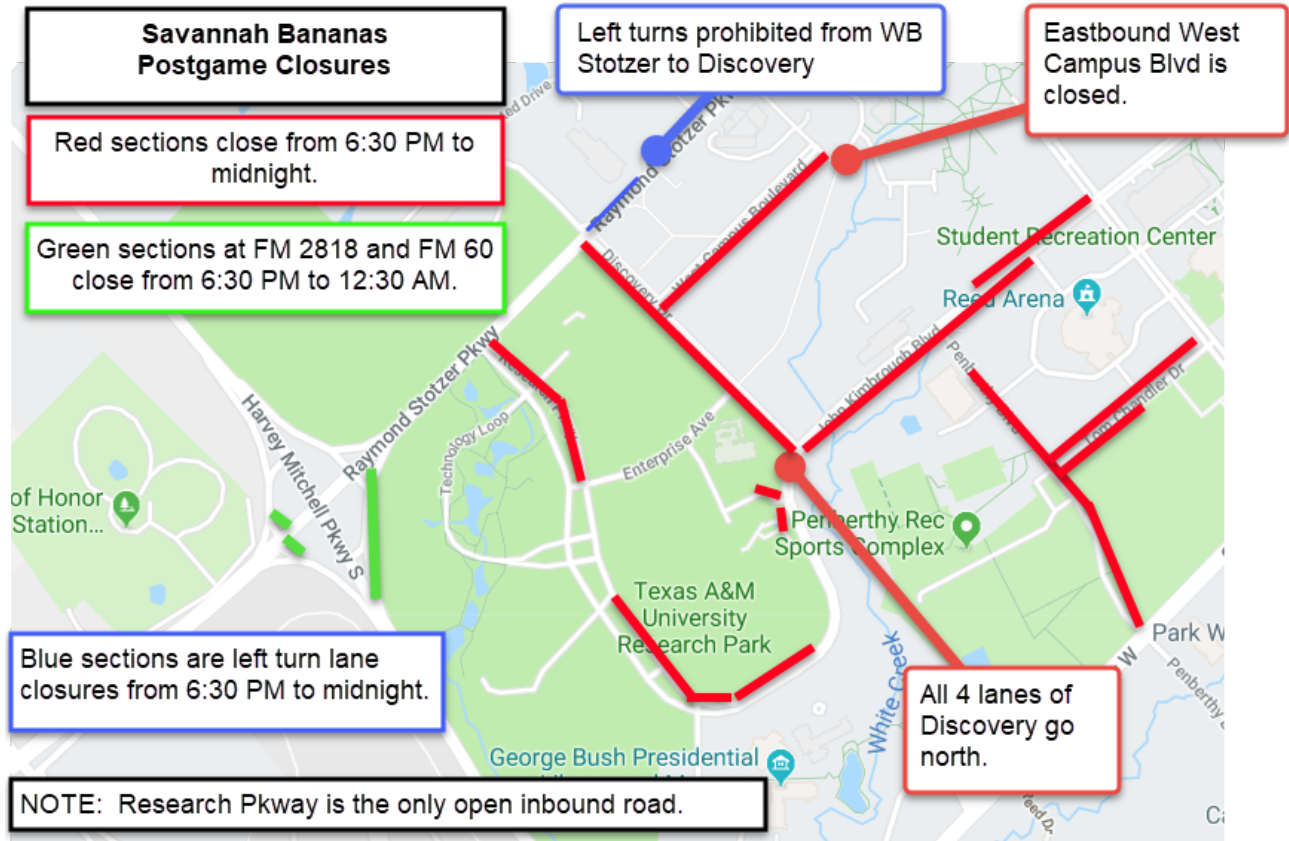 Savannah Bananas
Postgame Closures
Left turns prohibited from WB
Stotzer to Discovery
Eastbound West
Campus Blvd is
closed.
Red sections close from 6:30 PM to
midnight.
Green sections at FM 2818 and FM 60
close from 6:30 PM to 12:30 AM.
Med Drive
Raymond Stotzer Pkw
West Campus Boulevard
Discovery Dr
Student Recreation Center
Reed Arena
Raymond Stotzer Pkwy
John Kimbrough Blvd
Penberthy Blvd
Tom Chandler Dr
Technology Loop
Enterprise Ave
Harvey Mitchell Pkwy S
of Honor
Station...
Penberthy Rec
Sports Complex
Texas A&M
University
Research Park
Blue sections are left turn lane
closures from 6:30 PM to midnight.
Park W
W
Penberthy
White Creek
All 4 lanes of
Discovery go
north.
George Bush Presidential
NOTE:  Research Pkway is the only open inbound road.
Reed Dr